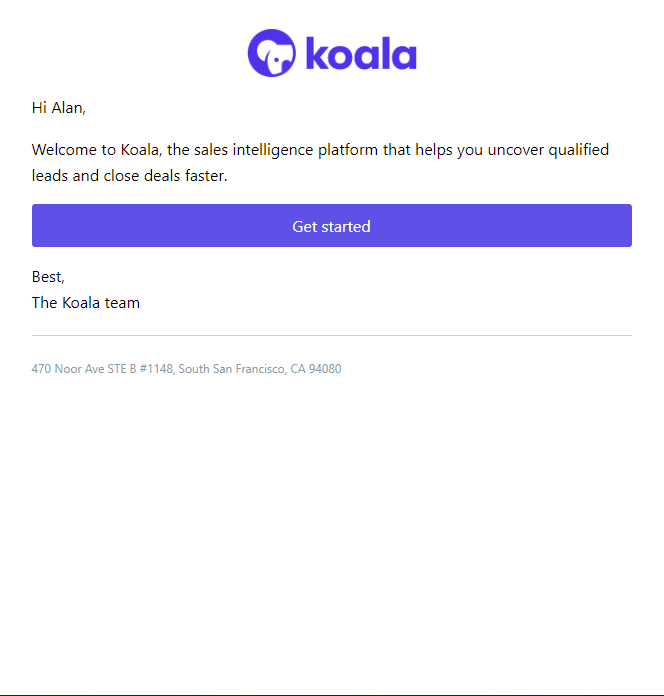 koala
Hi Alan,
Welcome to Koala, the sales intelligence platform that helps you uncover qualified
leads and close deals faster.
Get started
Best,
The Koala team
470 Noor Ave STE B #1148, South San Francisco, CA 94080